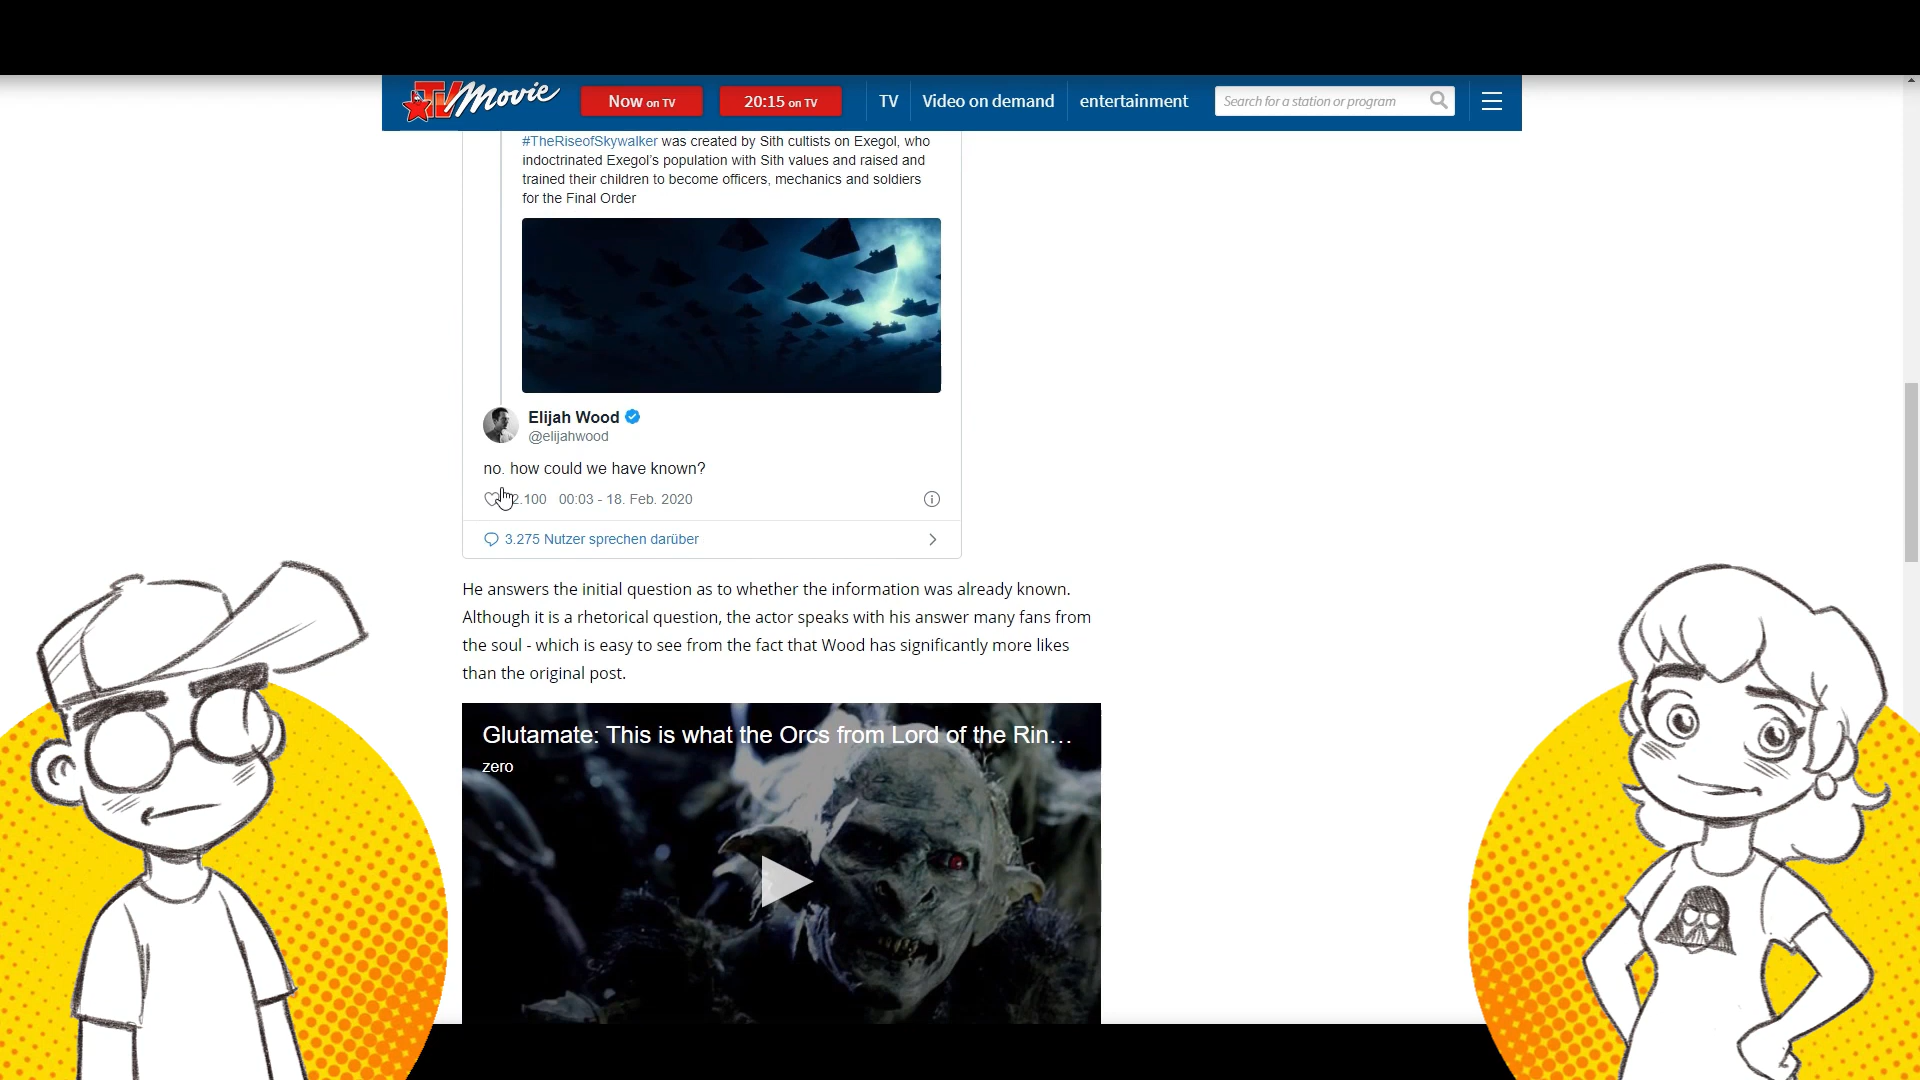 TVMovie
Now on TV
20:15 on TV
TV
Video on demand
entertainment
Search for a station or program
#TheRiseofSkywalker was created by Sith cultists on Exegol, who
indoctrinated Exegol's population with Sith values and raised and
trained their children to become officers, mechanics and soldiers
for the Final Order
Elijah Wood
@elijahwood
no. how could we have known?
2.100 00:03 - 18. Feb. 2020
3.275 Nutzer sprechen darüber
He answers the initial question as to whether the information was already known.
Although it is a rhetorical question, the actor speaks with his answer many fans from
the soul - which is easy to see from the fact that Wood has significantly more likes
than the original post.
Glutamate: This is what the Orcs from Lord of the Rin...
zero